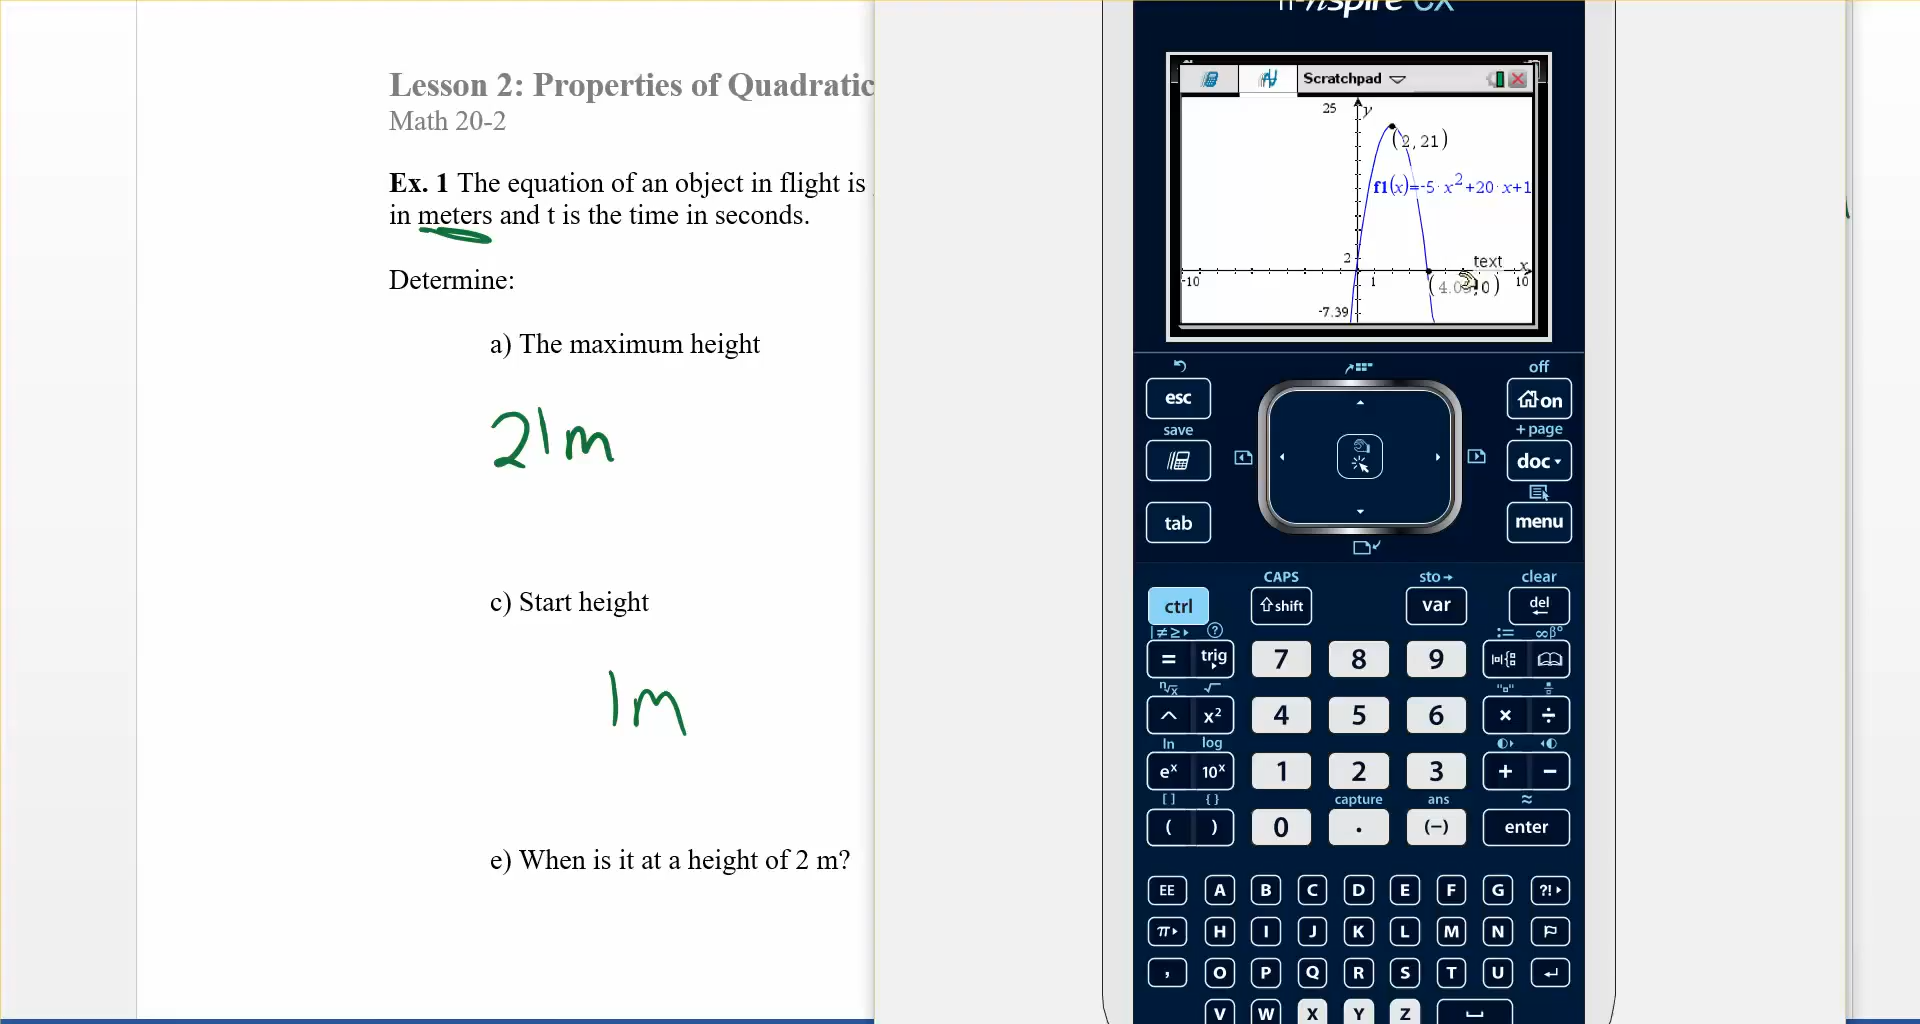 Lesson 2: Properties of Quadratic
Math 20-2
Ex. 1 The equation of an object in flight is
in meters and t is the time in seconds.
Determine:
a) The maximum height
21m
c) Start height
1m
e) When is it at a height of 2 m?
Scratchpad
25
y
(2, 21)
f1(x)=-5·x²+20·x+1
2
text
x
-10
1
10
, 0)
-7.39
off
esc
on
save
+ page
doc
tab
menu
CAPS
sto→
clear
ctrl
⇧shift
var
del
|≠≥▸
?
:=
∞β°
=
trig
7
8
9
ⁿ√x
√
"□"
^
x²
4
5
6
×
÷
ln
log
eˣ
10ˣ
1
2
3
+
−
[ ]
{ }
capture
ans
≈
(
)
0
.
(−)
enter
EE
A
B
C
D
E
F
G
?!▸
π▸
H
I
J
K
L
M
N
,
O
P
Q
R
S
T
U
V
W
X
Y
Z